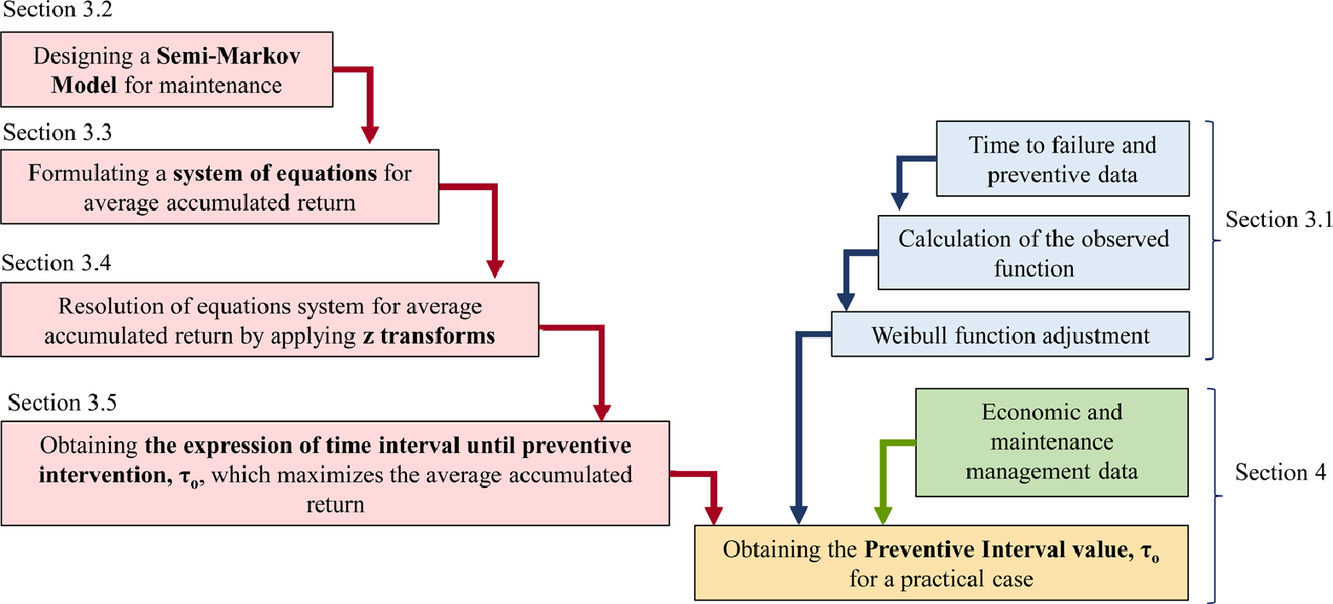 Section 3.2
Designing a Semi-Markov
Model for maintenance
Section 3.3
Formulating a system of equations for
average accumulated return
Section 3.4
Resolution of equations system for average
accumulated return by applying z transforms
Section 3.5
Obtaining the expression of time interval until preventive
intervention, τo, which maximizes the average accumulated
return
Time to failure and
preventive data
Calculation of the observed
function
Weibull function adjustment
Section 3.1
Economic and
maintenance
management data
Section 4
Obtaining the Preventive Interval value, τo
for a practical case